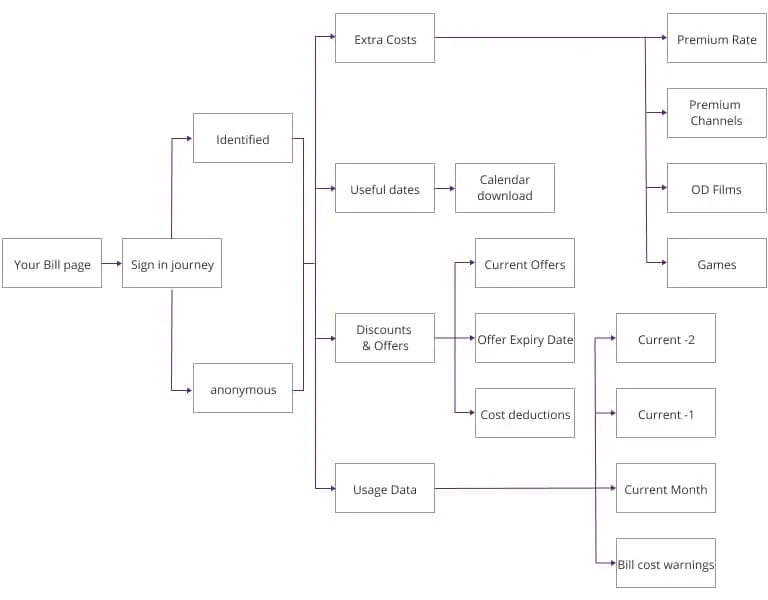 Extra Costs
Premium Rate
Premium
Channels
Identified
Useful dates
Calendar
download
OD Films
Your Bill page
Sign in journey
Current Offers
Games
Discounts
& Offers
Offer Expiry Date
Current -2
anonymous
Cost deductions
Current -1
Usage Data
Current Month
Bill cost warnings